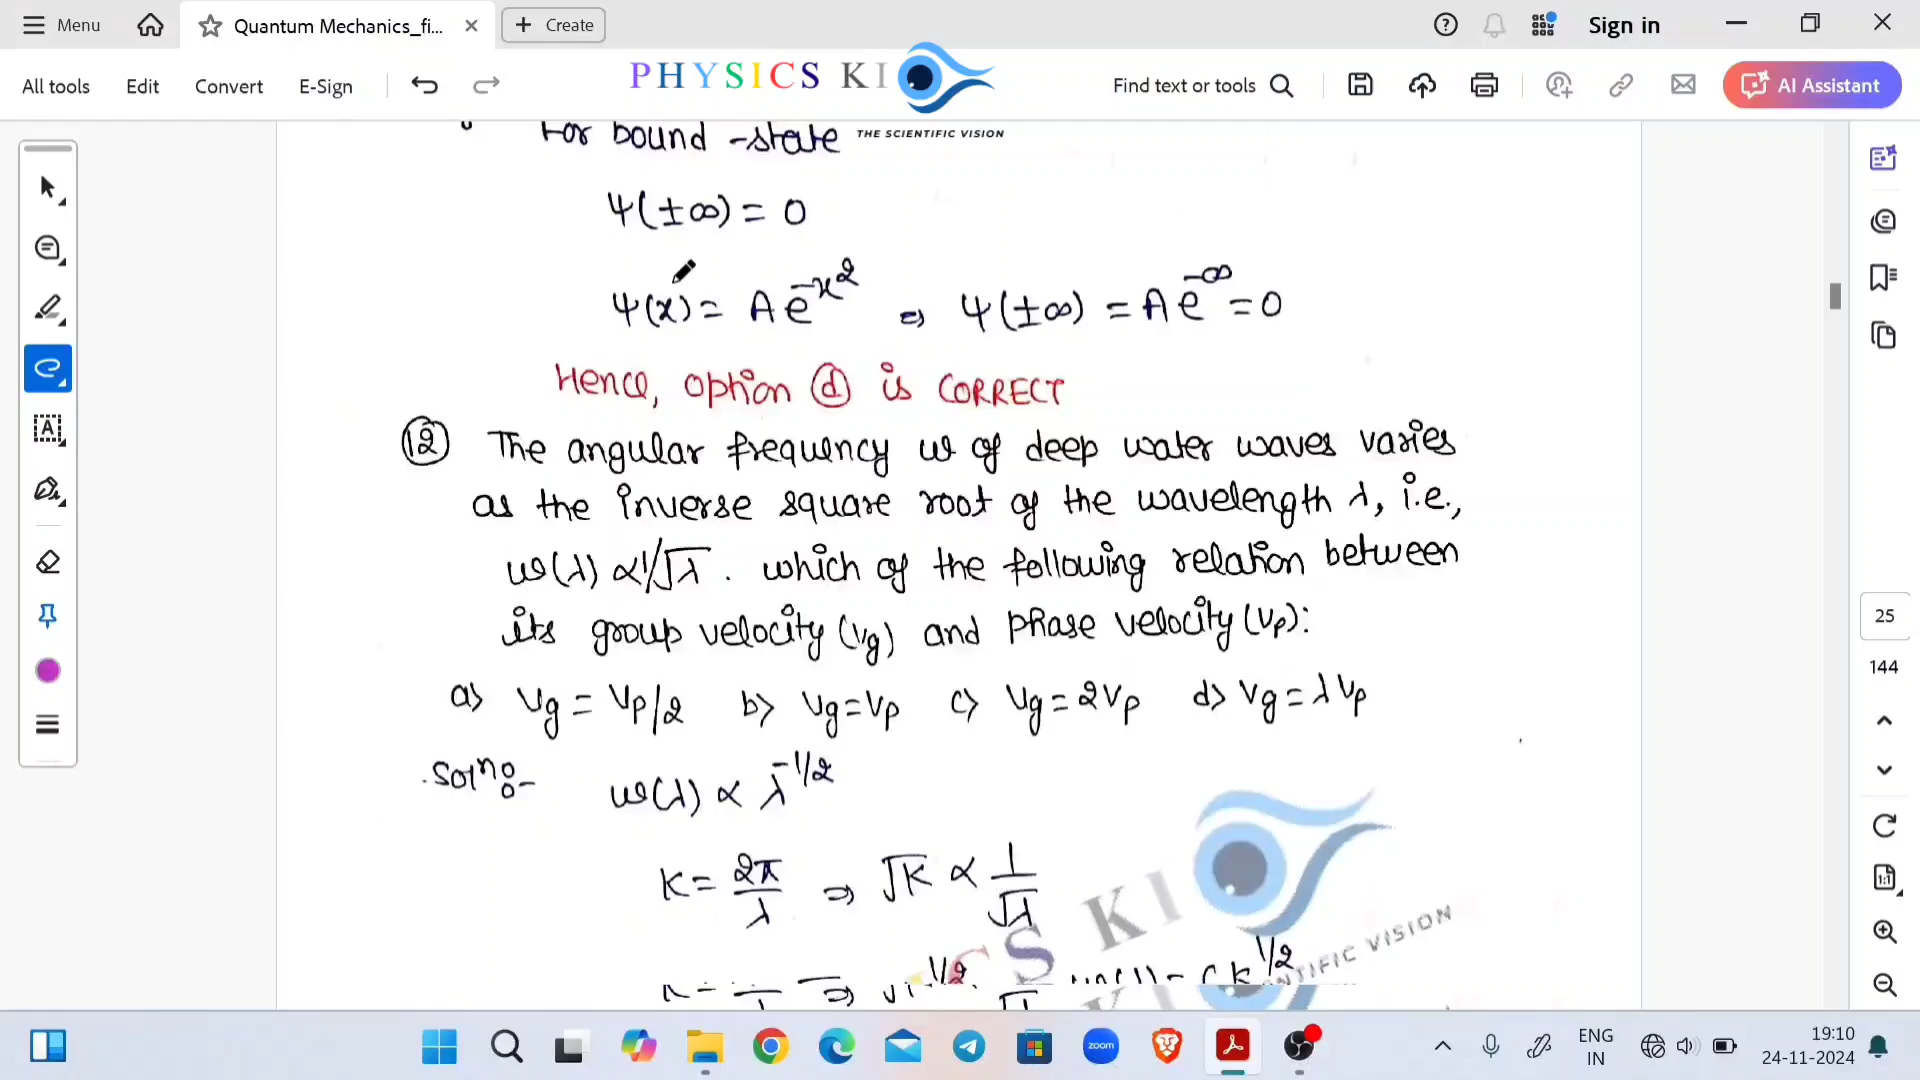 Menu
Quantum Mechanics_fi...
Create
Sign in
All tools
Edit
Convert
E-Sign
PHYSICS KI
THE SCIENTIFIC VISION
Find text or tools
AI Assistant
For bound -state
Ψ(±∞) = 0
Ψ(x) = A e^{-x^2} ⇒ Ψ(±∞) = A e^{-∞} = 0
Hence, option ⓓ is CORRECT
⑫ The angular frequency ω of deep water waves varies
as the inverse square root of the wavelength λ, i.e.,
ω(λ) ∝ 1/√λ. which of the following relation between
its group velocity (vg) and phase velocity (vp):
a) vg = vp/2 b) vg = vp c) vg = 2vp d) vg = λvp
Solⁿ:-
ω(λ) ∝ λ^{-1/2}
K = 2π/λ ⇒ √K ∝ 1/√λ
KI
25
144
ENG
IN
zoom
19:10
24-11-2024